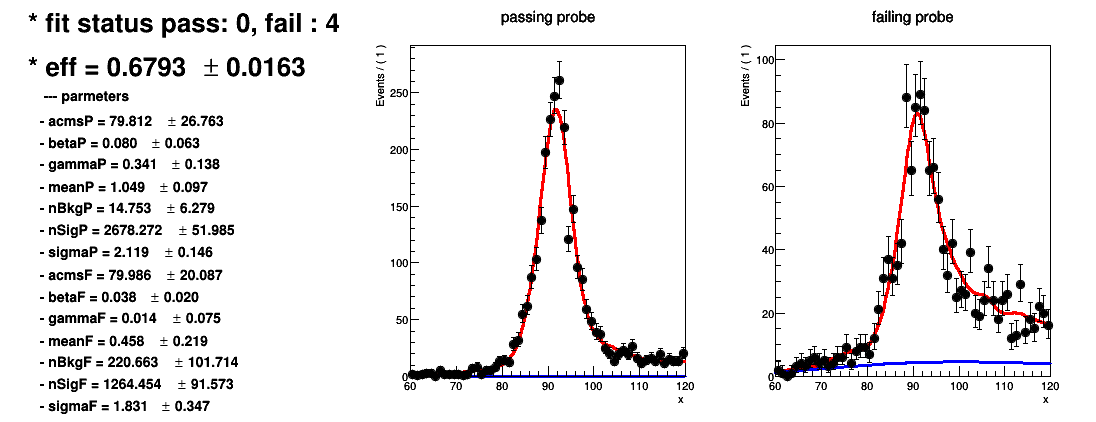 * fit status pass: 0, fail : 4
* eff = 0.6793 ± 0.0163
--- parmeters
- acmsP = 79.812 ± 26.763
- betaP = 0.080 ± 0.063
- gammaP = 0.341 ± 0.138
- meanP = 1.049 ± 0.097
- nBkgP = 14.753 ± 6.279
- nSigP = 2678.272 ± 51.985
- sigmaP = 2.119 ± 0.146
- acmsF = 79.986 ± 20.087
- betaF = 0.038 ± 0.020
- gammaF = 0.014 ± 0.075
- meanF = 0.458 ± 0.219
- nBkgF = 220.663 ± 101.714
- nSigF = 1264.454 ± 91.573
- sigmaF = 1.831 ± 0.347
passing probe
Events / ( 1 )
250
200
150
100
50
0
60 70 80 90 100 110 120
x
failing probe
Events / ( 1 )
100
80
60
40
20
0
60 70 80 90 100 110 120
x